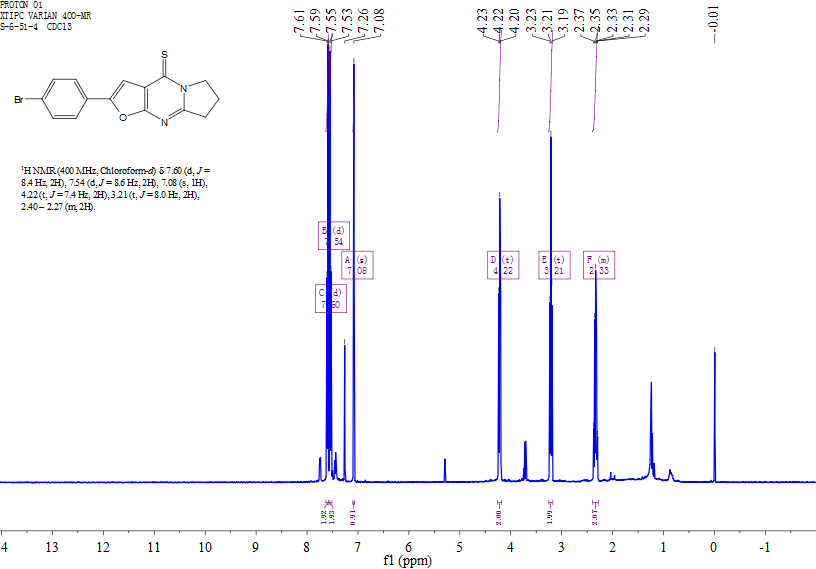 PROTON 01
XTIPC VARIAN 400-MR
S-6-51-4 CDCl3
7.61
7.59
7.55
7.53
7.26
7.08
4.23
4.22
4.20
3.23
3.21
3.19
2.37
2.35
2.33
2.31
2.29
-0.01
S
N
Br
O
N
¹H NMR (400 MHz, Chloroform-d) δ 7.60 (d, J =
8.4 Hz, 2H), 7.54 (d, J = 8.6 Hz, 2H), 7.08 (s, 1H),
4.22 (t, J = 7.4 Hz, 2H), 3.21 (t, J = 8.0 Hz, 2H),
2.40 – 2.27 (m, 2H).
B (d)
7.54
A (s)
7.08
C (d)
7.60
D (t)
4.22
E (t)
3.21
F (m)
2.33
1.92
1.93
0.91
2.00
1.99
2.07
4 13 12 11 10 9 8 7 6 5 4 3 2 1 0 -1
f1 (ppm)